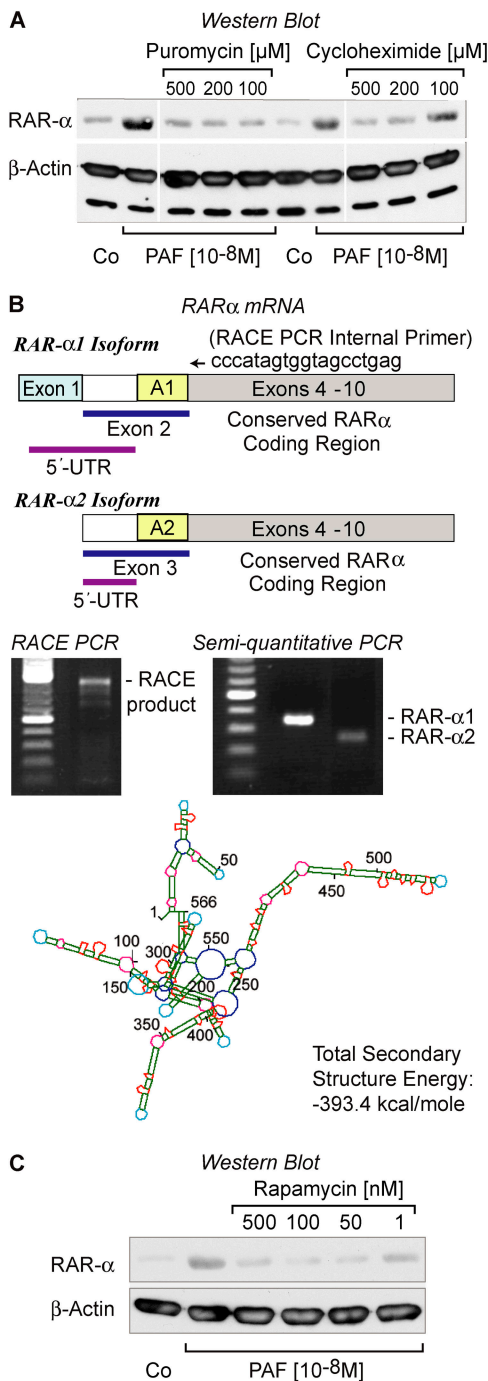 A
Western Blot
Puromycin [µM] Cycloheximide [µM]
500 200 100 500 200 100
RAR-α
β-Actin
Co PAF [10-8M] Co PAF [10-8M]
B
RARα mRNA
RAR-α1 Isoform
(RACE PCR Internal Primer)
cccatagtggtagcctgag
Exon 1 A1 Exons 4 -10
Exon 2
Conserved RARα
Coding Region
5´-UTR
RAR-α2 Isoform
A2 Exons 4 -10
Exon 3
Conserved RARα
Coding Region
5´-UTR
RACE PCR
- RACE
product
Semi-quantitative PCR
- RAR-α1
- RAR-α2
50
500
450
1
566
100
300
550
150
200
250
350
400
Total Secondary
Structure Energy:
-393.4 kcal/mole
C
Western Blot
Rapamycin [nM]
500 100 50 1
RAR-α
β-Actin
Co PAF [10-8M]